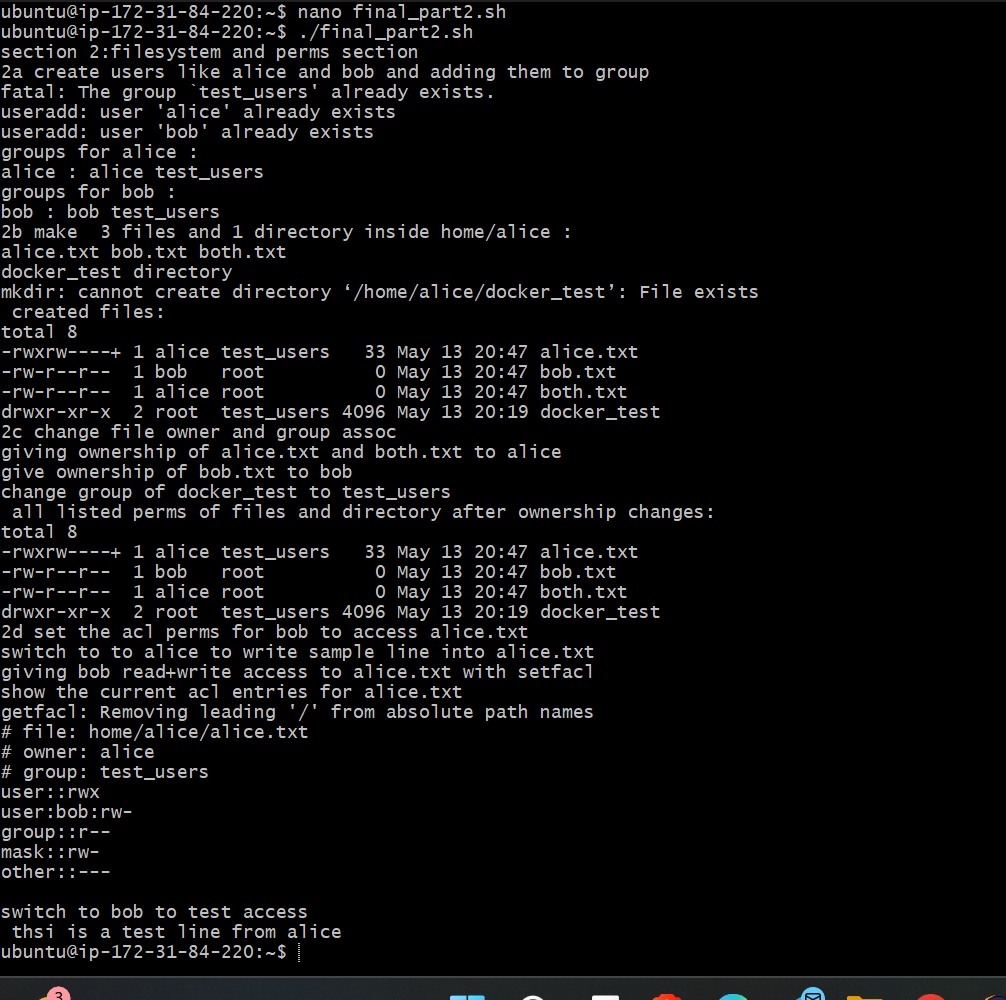 ubuntu@ip-172-31-84-220:~$ nano final_part2.sh
ubuntu@ip-172-31-84-220:~$ ./final_part2.sh
section 2:filesystem and perms section
2a create users like alice and bob and adding them to group
fatal: The group `test_users' already exists.
useradd: user 'alice' already exists
useradd: user 'bob' already exists
groups for alice :
alice : alice test_users
groups for bob :
bob : bob test_users
2b make  3 files and 1 directory inside home/alice :
alice.txt bob.txt both.txt
docker_test directory
mkdir: cannot create directory ‘/home/alice/docker_test’: File exists
 created files:
total 8
-rwxrw----+ 1 alice test_users   33 May 13 20:47 alice.txt
-rw-r--r--  1 bob   root          0 May 13 20:47 bob.txt
-rw-r--r--  1 alice root          0 May 13 20:47 both.txt
drwxr-xr-x  2 root  test_users 4096 May 13 20:19 docker_test
2c change file owner and group assoc
giving ownership of alice.txt and both.txt to alice
give ownership of bob.txt to bob
change group of docker_test to test_users
 all listed perms of files and directory after ownership changes:
total 8
-rwxrw----+ 1 alice test_users   33 May 13 20:47 alice.txt
-rw-r--r--  1 bob   root          0 May 13 20:47 bob.txt
-rw-r--r--  1 alice root          0 May 13 20:47 both.txt
drwxr-xr-x  2 root  test_users 4096 May 13 20:19 docker_test
2d set the acl perms for bob to access alice.txt
switch to to alice to write sample line into alice.txt
giving bob read+write access to alice.txt with setfacl
show the current acl entries for alice.txt
getfacl: Removing leading '/' from absolute path names
# file: home/alice/alice.txt
# owner: alice
# group: test_users
user::rwx
user:bob:rw-
group::r--
mask::rw-
other::---

switch to bob to test access
 thsi is a test line from alice
ubuntu@ip-172-31-84-220:~$
3